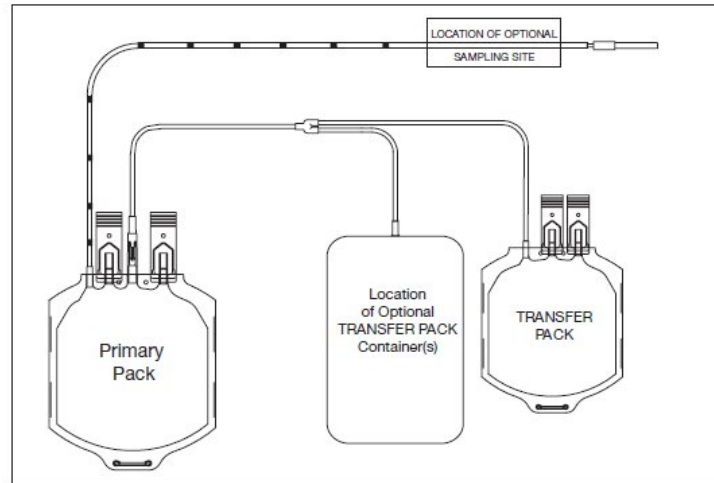 LOCATION OF OPTIONAL
SAMPLING SITE
Primary
Pack
Location
of Optional
TRANSFER PACK
Container(s)
TRANSFER
PACK